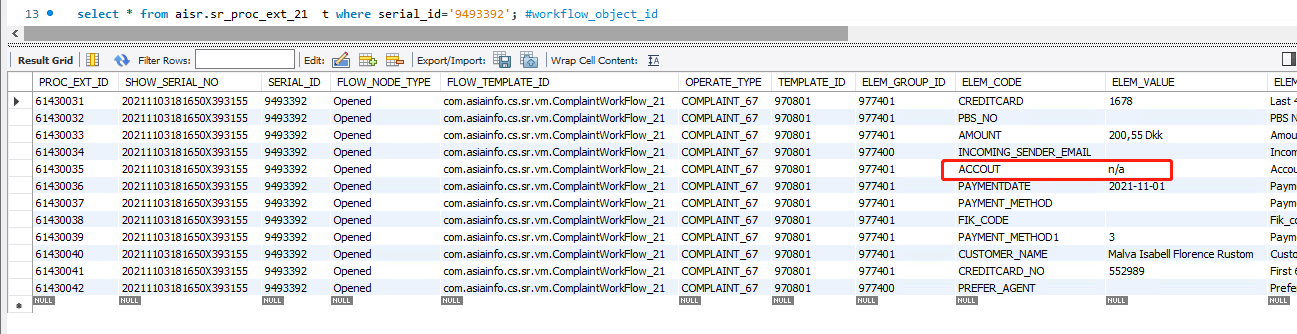 13 select * from aisr.sr_proc_ext_21 t where serial_id='9493392'; #workflow_object_id
Result Grid Filter Rows: Edit: Export/Import: Wrap Cell Content:
PROC_EXT_ID SHOW_SERIAL_NO SERIAL_ID FLOW_NODE_TYPE FLOW_TEMPLATE_ID OPERATE_TYPE TEMPLATE_ID ELEM_GROUP_ID ELEM_CODE ELEM_VALUE ELEM
61430031 20211103181650X393155 9493392 Opened com.asiainfo.cs.sr.vm.ComplaintWorkFlow_21 COMPLAINT_67 970801 977401 CREDITCARD 1678 Last 4
61430032 20211103181650X393155 9493392 Opened com.asiainfo.cs.sr.vm.ComplaintWorkFlow_21 COMPLAINT_67 970801 977401 PBS_NO PBS N
61430033 20211103181650X393155 9493392 Opened com.asiainfo.cs.sr.vm.ComplaintWorkFlow_21 COMPLAINT_67 970801 977401 AMOUNT 200,55 Dkk Amou
61430034 20211103181650X393155 9493392 Opened com.asiainfo.cs.sr.vm.ComplaintWorkFlow_21 COMPLAINT_67 970801 977400 INCOMING_SENDER_EMAIL Incom
61430035 20211103181650X393155 9493392 Opened com.asiainfo.cs.sr.vm.ComplaintWorkFlow_21 COMPLAINT_67 970801 977401 ACCOUT n/a Accou
61430036 20211103181650X393155 9493392 Opened com.asiainfo.cs.sr.vm.ComplaintWorkFlow_21 COMPLAINT_67 970801 977401 PAYMENTDATE 2021-11-01 Paym
61430037 20211103181650X393155 9493392 Opened com.asiainfo.cs.sr.vm.ComplaintWorkFlow_21 COMPLAINT_67 970801 977401 PAYMENT_METHOD Paym
61430038 20211103181650X393155 9493392 Opened com.asiainfo.cs.sr.vm.ComplaintWorkFlow_21 COMPLAINT_67 970801 977401 FIK_CODE Fik_co
61430039 20211103181650X393155 9493392 Opened com.asiainfo.cs.sr.vm.ComplaintWorkFlow_21 COMPLAINT_67 970801 977401 PAYMENT_METHOD1 3 Paym
61430040 20211103181650X393155 9493392 Opened com.asiainfo.cs.sr.vm.ComplaintWorkFlow_21 COMPLAINT_67 970801 977400 CUSTOMER_NAME Malva Isabell Florence Rustom Custo
61430041 20211103181650X393155 9493392 Opened com.asiainfo.cs.sr.vm.ComplaintWorkFlow_21 COMPLAINT_67 970801 977401 CREDITCARD_NO 552989 First 6
61430042 20211103181650X393155 9493392 Opened com.asiainfo.cs.sr.vm.ComplaintWorkFlow_21 COMPLAINT_67 970801 977400 PREFER_AGENT Prefer
NULL NULL NULL NULL NULL NULL NULL NULL NULL NULL NULL